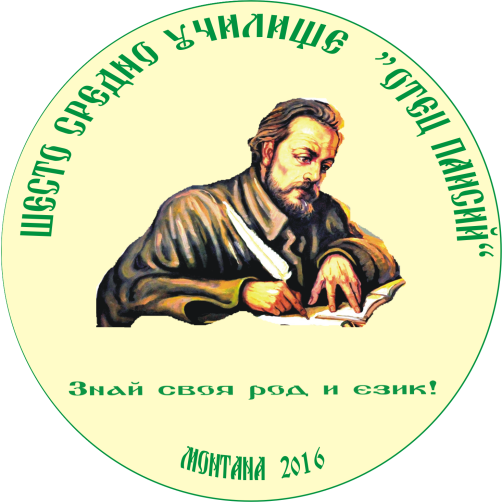 ШЕСТО СРЕДНО УЧИЛИЩЕ "ОТЕЦ ПАИСИЙ"
Знай своя род и език!
МОНТАНА 2016